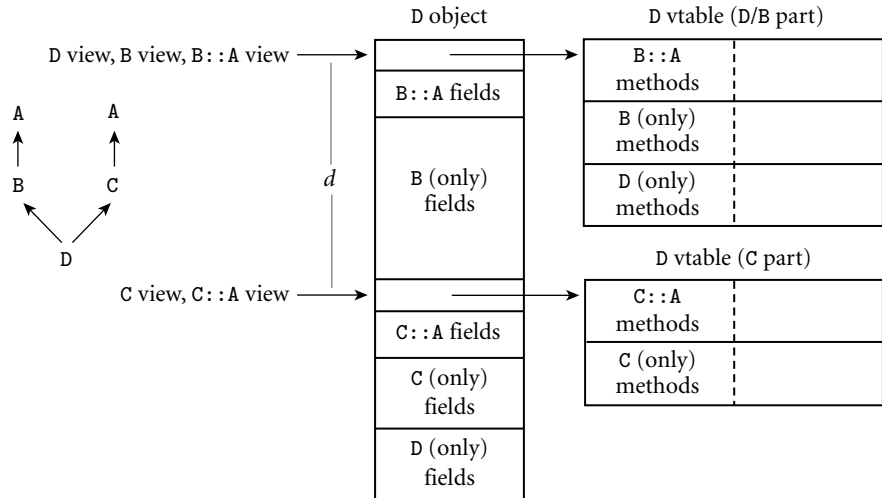 D object
D vtable (D/B part)
D view, B view, B::A view
B::A
methods
B::A fields
B (only)
methods
D (only)
methods
A A
B C
D
d
B (only)
fields
D vtable (C part)
C view, C::A view
C::A
methods
C::A fields
C (only)
methods
C (only)
fields
D (only)
fields